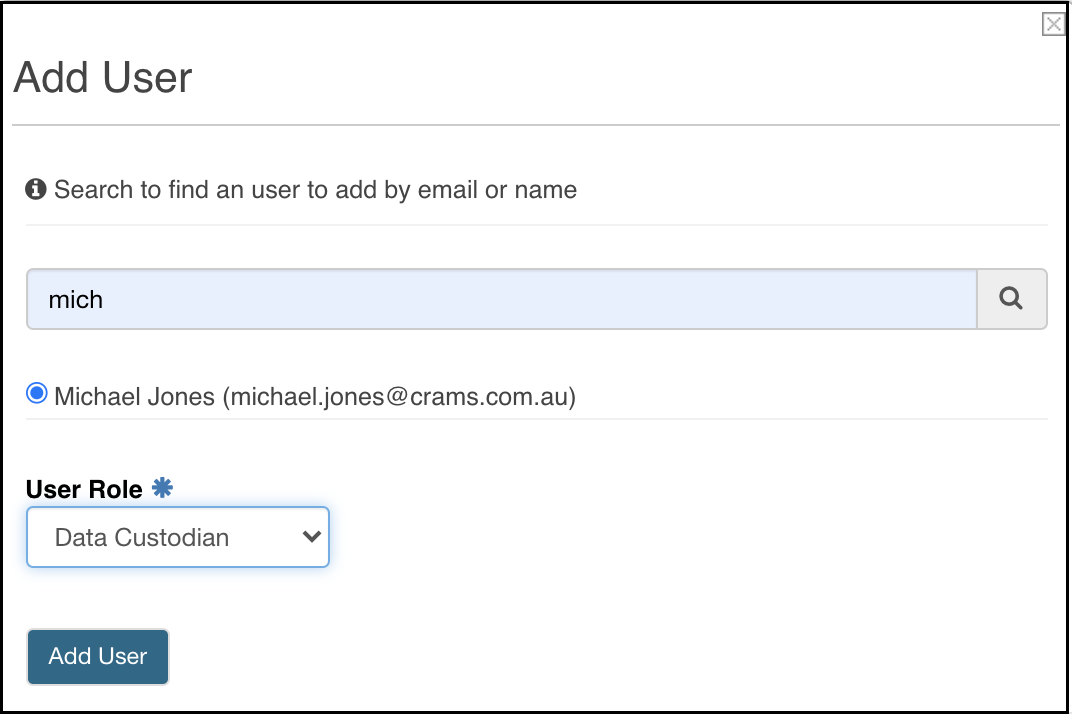 Add User
Search to find an user to add by email or name
mich
Michael Jones (michael.jones@crams.com.au)
User Role
Data Custodian
Add User